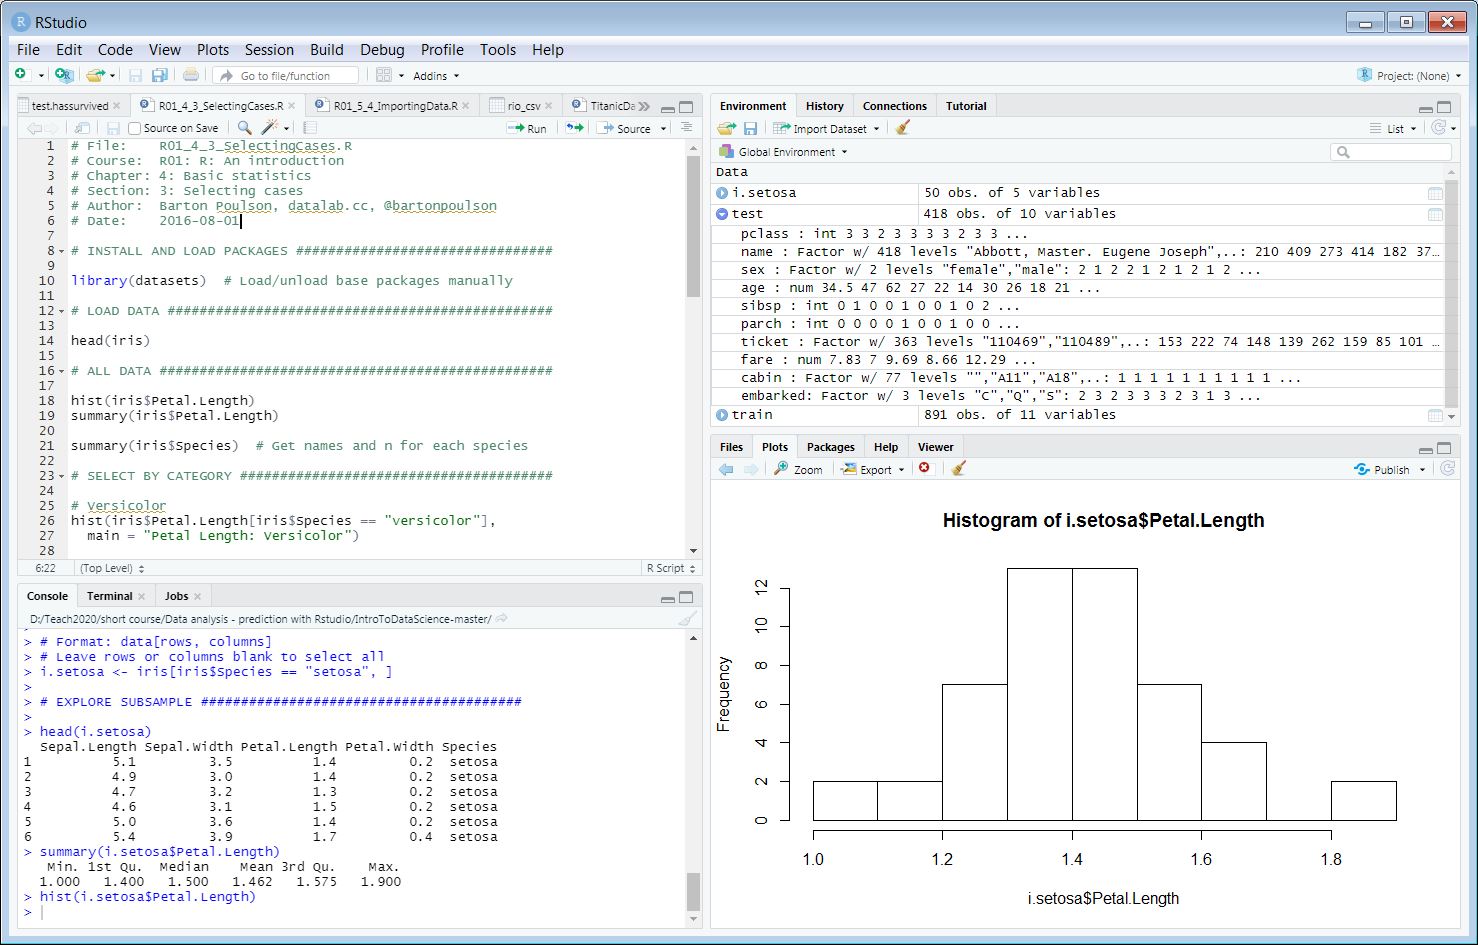 RStudio
File Edit Code View Plots Session Build Debug Profile Tools Help
Go to file/function Addins Project: (None)
test.hassurvived R01_4_3_SelectingCases.R R01_5_4_ImportingData.R rio_csv TitanicDa
Source on Save Run Source
1 # File:    R01_4_3_SelectingCases.R
2 # Course:  R01: R: An introduction
3 # Chapter: 4: Basic statistics
4 # Section: 3: Selecting cases
5 # Author:  Barton Poulson, datalab.cc, @bartonpoulson
6 # Date:    2016-08-01
7
8 # INSTALL AND LOAD PACKAGES ################################
9
10 library(datasets)  # Load/unload base packages manually
11
12 # LOAD DATA ################################################
13
14 head(iris)
15
16 # ALL DATA #################################################
17
18 hist(iris$Petal.Length)
19 summary(iris$Petal.Length)
20
21 summary(iris$Species)  # Get names and n for each species
22
23 # SELECT BY CATEGORY #######################################
24
25 # Versicolor
26 hist(iris$Petal.Length[iris$Species == "versicolor"],
27   main = "Petal Length: Versicolor")
28
6:22 (Top Level) R Script
Console Terminal Jobs
D:/Teach2020/short course/Data analysis - prediction with Rstudio/IntroToDataScience-master/
> # Format: data[rows, columns]
> # Leave rows or columns blank to select all
> i.setosa <- iris[iris$Species == "setosa", ]
>
> # EXPLORE SUBSAMPLE ########################################
>
> head(i.setosa)
  Sepal.Length Sepal.Width Petal.Length Petal.Width Species
1          5.1         3.5          1.4         0.2  setosa
2          4.9         3.0          1.4         0.2  setosa
3          4.7         3.2          1.3         0.2  setosa
4          4.6         3.1          1.5         0.2  setosa
5          5.0         3.6          1.4         0.2  setosa
6          5.4         3.9          1.7         0.4  setosa
> summary(i.setosa$Petal.Length)
   Min. 1st Qu.  Median    Mean 3rd Qu.    Max.
  1.000   1.400   1.500   1.462   1.575   1.900
> hist(i.setosa$Petal.Length)
>
Environment History Connections Tutorial
Import Dataset List
Global Environment
Data
i.setosa 50 obs. of 5 variables
test 418 obs. of 10 variables
pclass : int 3 3 2 3 3 3 3 2 3 3 ...
name : Factor w/ 418 levels "Abbott, Master. Eugene Joseph",..: 210 409 273 414 182 37…
sex : Factor w/ 2 levels "female","male": 2 1 2 2 1 2 1 2 1 2 ...
age : num 34.5 47 62 27 22 14 30 26 18 21 ...
sibsp : int 0 1 0 0 1 0 0 1 0 2 ...
parch : int 0 0 0 0 1 0 0 1 0 0 ...
ticket : Factor w/ 363 levels "110469","110489",..: 153 222 74 148 139 262 159 85 101 …
fare : num 7.83 7 9.69 8.66 12.29 ...
cabin : Factor w/ 77 levels "","A11","A18",..: 1 1 1 1 1 1 1 1 1 1 ...
embarked: Factor w/ 3 levels "C","Q","S": 2 3 2 3 3 3 2 3 1 3 ...
train 891 obs. of 11 variables
Files Plots Packages Help Viewer
Zoom Export Publish
Histogram of i.setosa$Petal.Length
Frequency
12
10
8
6
4
2
0
1.0 1.2 1.4 1.6 1.8
i.setosa$Petal.Length